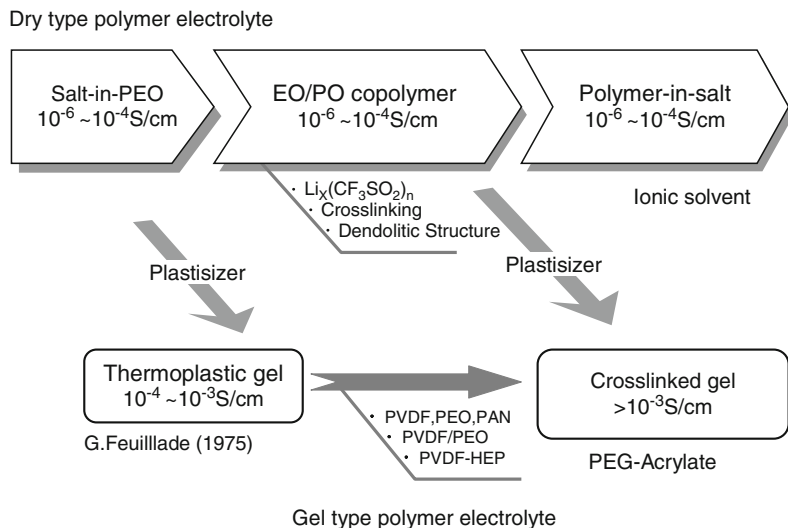 Dry type polymer electrolyte
Salt-in-PEO
10⁻⁶ ~10⁻⁴S/cm
EO/PO copolymer
10⁻⁶ ~10⁻⁴S/cm
Polymer-in-salt
10⁻⁶ ~10⁻⁴S/cm
· Liₓ(CF₃SO₂)ₙ
· Crosslinking
· Dendolitic Structure
Ionic solvent
Plastisizer
Plastisizer
Thermoplastic gel
10⁻⁴ ~10⁻³S/cm
G.Feuilllade (1975)
· PVDF,PEO,PAN
· PVDF/PEO
· PVDF-HEP
Crosslinked gel
>10⁻³S/cm
PEG-Acrylate
Gel type polymer electrolyte